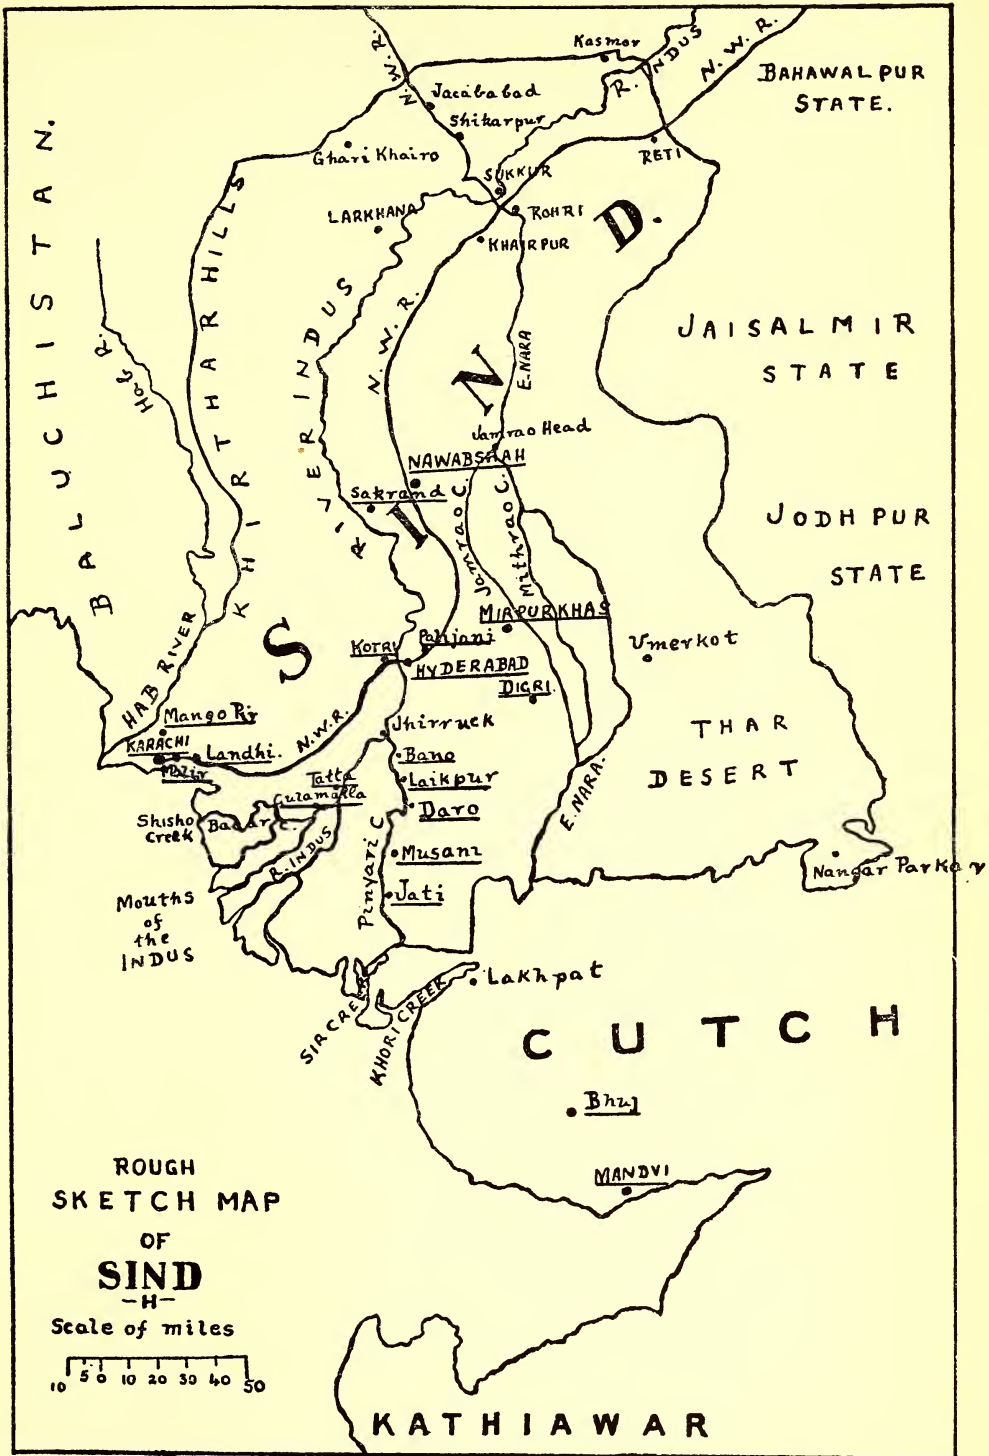 N.W.R.
Kasmor
R. INDUS
N. W. R.
BAHAWALPUR
STATE.
Jacababad
Shikarpur
Ghari Khairo
RETI
SUKKUR
LARKHANA
ROHRI
KHAIRPUR
BALUCHISTAN.
KHIRTHAR HILLS
Hab R.
RIVER INDUS
N. W. R.
E. NARA
SIND.
JAISALMIR
STATE
Jamrao Head
NAWABSHAH
Sakrand
Jamrao C.
Mithrao C.
JODHPUR
STATE
MIRPURKHAS
Umerkot
KOTRI
Pahjani
HYDERABAD
DIGRI.
HAB RIVER
Mango Pir
KARACHI
Landhi.
Malir
N.W.R.
Jhirruck
THAR
DESERT
Bano
Tatta
Laikpur
Daro
E. NARA.
Shisho
Creek
R. INDUS
Pinyari C
Musani
Jati
Nangar Parkar
Mouths
of
the
INDUS
SIR CREEK
KHORI CREEK
Lakhpat
CUTCH
Bhuj
MANDVI
ROUGH
SKETCH MAP
OF
SIND
-H-
Scale of miles
10 5 0 10 20 30 40 50
KATHIAWAR